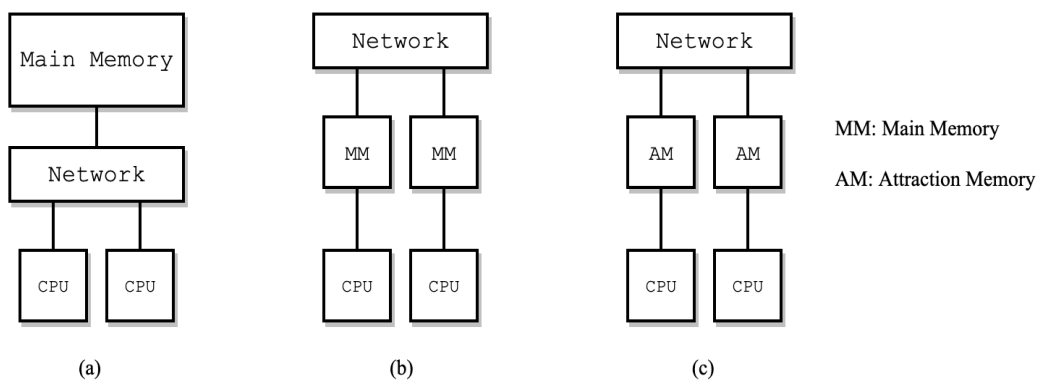 Main Memory
Network
CPU CPU
(a)
Network
MM MM
CPU CPU
(b)
Network
AM AM
CPU CPU
(c)
MM: Main Memory
AM: Attraction Memory